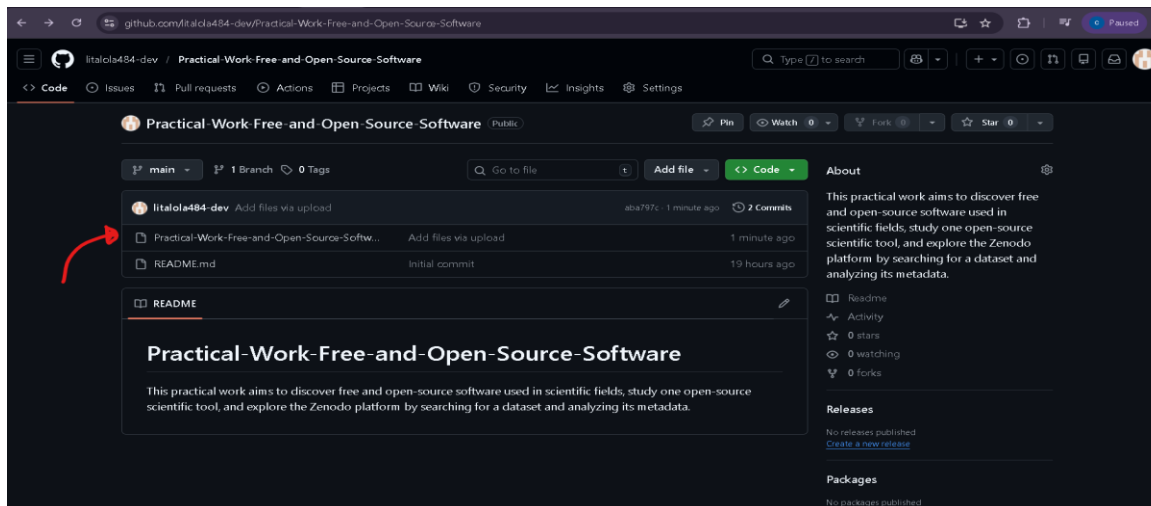 github.com/litalola484-dev/Practical-Work-Free-and-Open-Source-Software
Paused
litalola484-dev / Practical-Work-Free-and-Open-Source-Software
Type / to search
Code Issues Pull requests Actions Projects Wiki Security Insights Settings
Practical-Work-Free-and-Open-Source-Software Public
Pin Watch 0 Fork 0 Star 0
main 1 Branch 0 Tags
Go to file t
Add file Code
litalola484-dev Add files via upload
aba797c · 1 minute ago 2 Commits
Practical-Work-Free-and-Open-Source-Softw... Add files via upload 1 minute ago
README.md Initial commit 19 hours ago
README
Practical-Work-Free-and-Open-Source-Software
This practical work aims to discover free and open-source software used in scientific fields, study one open-source
scientific tool, and explore the Zenodo platform by searching for a dataset and analyzing its metadata.
About
This practical work aims to discover free
and open-source software used in
scientific fields, study one open-source
scientific tool, and explore the Zenodo
platform by searching for a dataset and
analyzing its metadata.
Readme
Activity
0 stars
0 watching
0 forks
Releases
No releases published
Create a new release
Packages
No packages published